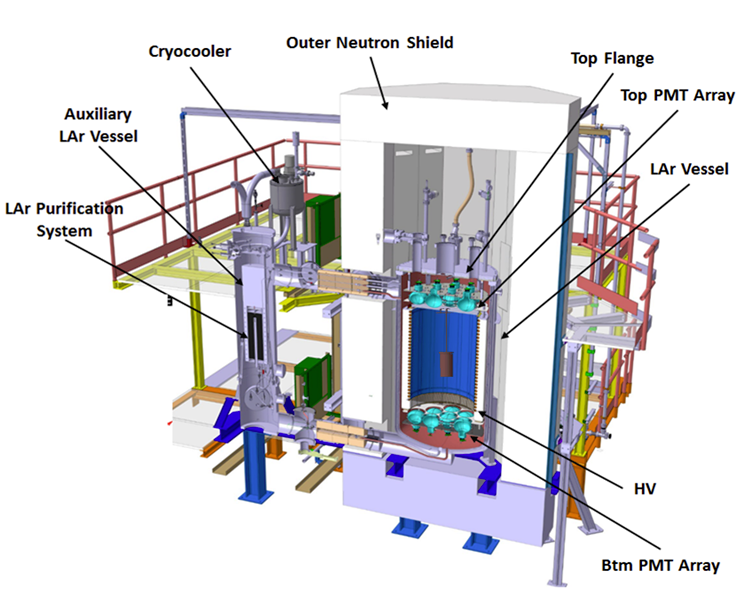 Cryocooler
Outer Neutron Shield
Top Flange
Top PMT Array
Auxiliary
LAr Vessel
LAr Vessel
LAr Purification
System
HV
Btm PMT Array